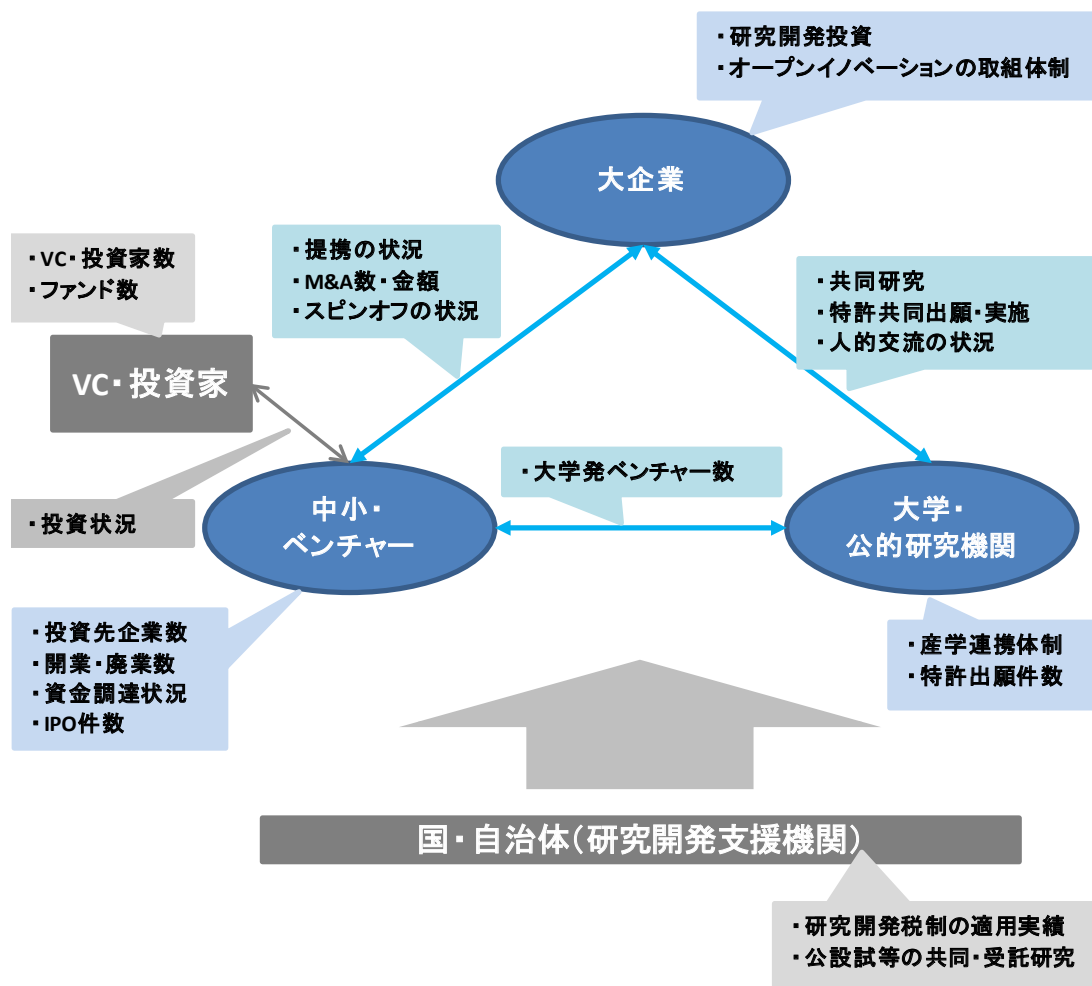 ・研究開発投資
・オープンイノベーションの取組体制
大企業
・提携の状況
・M&A数・金額
・スピンオフの状況
・VC・投資家数
・ファンド数
・共同研究
・特許共同出願・実施
・人的交流の状況
VC・投資家
・大学発ベンチャー数
・投資状況
中小・
ベンチャー
大学・
公的研究機関
・投資先企業数
・開業・廃業数
・資金調達状況
・IPO件数
・産学連携体制
・特許出願件数
国・自治体（研究開発支援機関）
・研究開発税制の適用実績
・公設試等の共同・受託研究